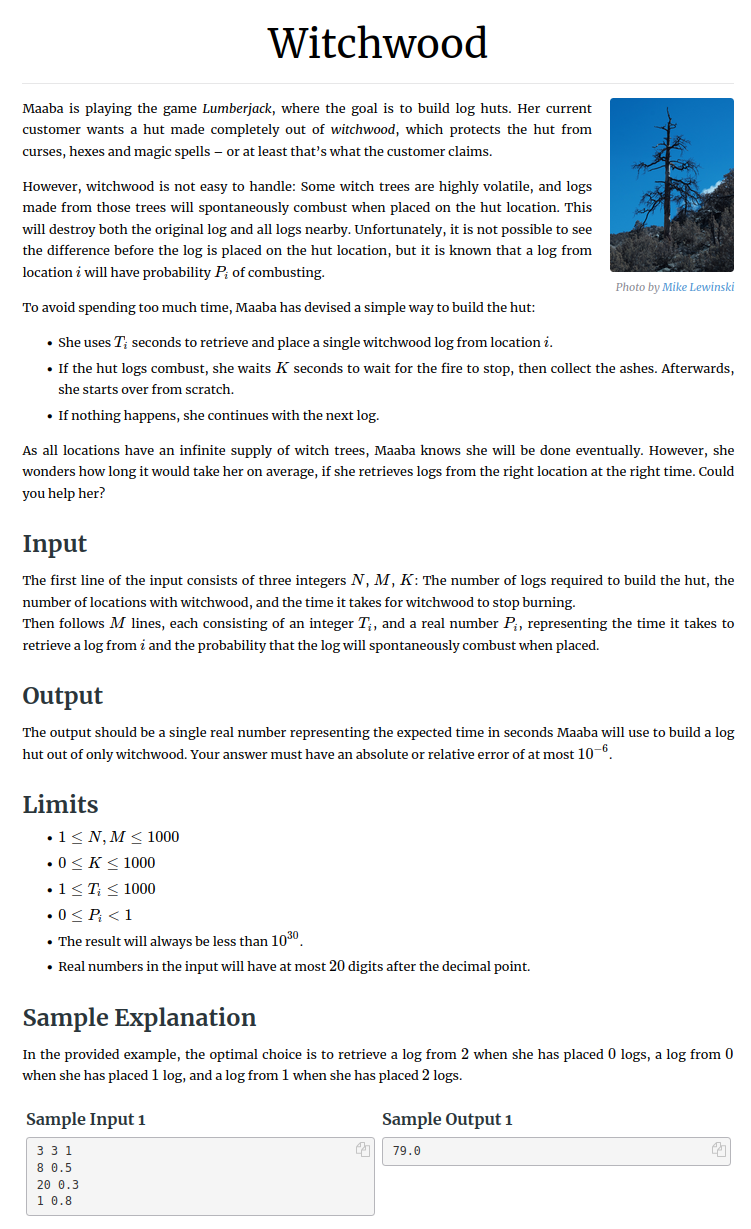 Witchwood
Maaba is playing the game Lumberjack, where the goal is to build log huts. Her current
customer wants a hut made completely out of witchwood, which protects the hut from
curses, hexes and magic spells – or at least that's what the customer claims.
However, witchwood is not easy to handle: Some witch trees are highly volatile, and logs
made from those trees will spontaneously combust when placed on the hut location. This
will destroy both the original log and all logs nearby. Unfortunately, it is not possible to see
the difference before the log is placed on the hut location, but it is known that a log from
location i will have probability P_i of combusting.
Photo by Mike Lewinski
To avoid spending too much time, Maaba has devised a simple way to build the hut:
• She uses T_i seconds to retrieve and place a single witchwood log from location i.
• If the hut logs combust, she waits K seconds to wait for the fire to stop, then collect the ashes. Afterwards,
she starts over from scratch.
• If nothing happens, she continues with the next log.
As all locations have an infinite supply of witch trees, Maaba knows she will be done eventually. However, she
wonders how long it would take her on average, if she retrieves logs from the right location at the right time. Could
you help her?
Input
The first line of the input consists of three integers N, M, K: The number of logs required to build the hut, the
number of locations with witchwood, and the time it takes for witchwood to stop burning.
Then follows M lines, each consisting of an integer T_i, and a real number P_i, representing the time it takes to
retrieve a log from i and the probability that the log will spontaneously combust when placed.
Output
The output should be a single real number representing the expected time in seconds Maaba will use to build a log
hut out of only witchwood. Your answer must have an absolute or relative error of at most 10^{-6}.
Limits
• 1 ≤ N, M ≤ 1000
• 0 ≤ K ≤ 1000
• 1 ≤ T_i ≤ 1000
• 0 ≤ P_i < 1
• The result will always be less than 10^{30}.
• Real numbers in the input will have at most 20 digits after the decimal point.
Sample Explanation
In the provided example, the optimal choice is to retrieve a log from 2 when she has placed 0 logs, a log from 0
when she has placed 1 log, and a log from 1 when she has placed 2 logs.
Sample Input 1
3 3 1
8 0.5
20 0.3
1 0.8
Sample Output 1
79.0